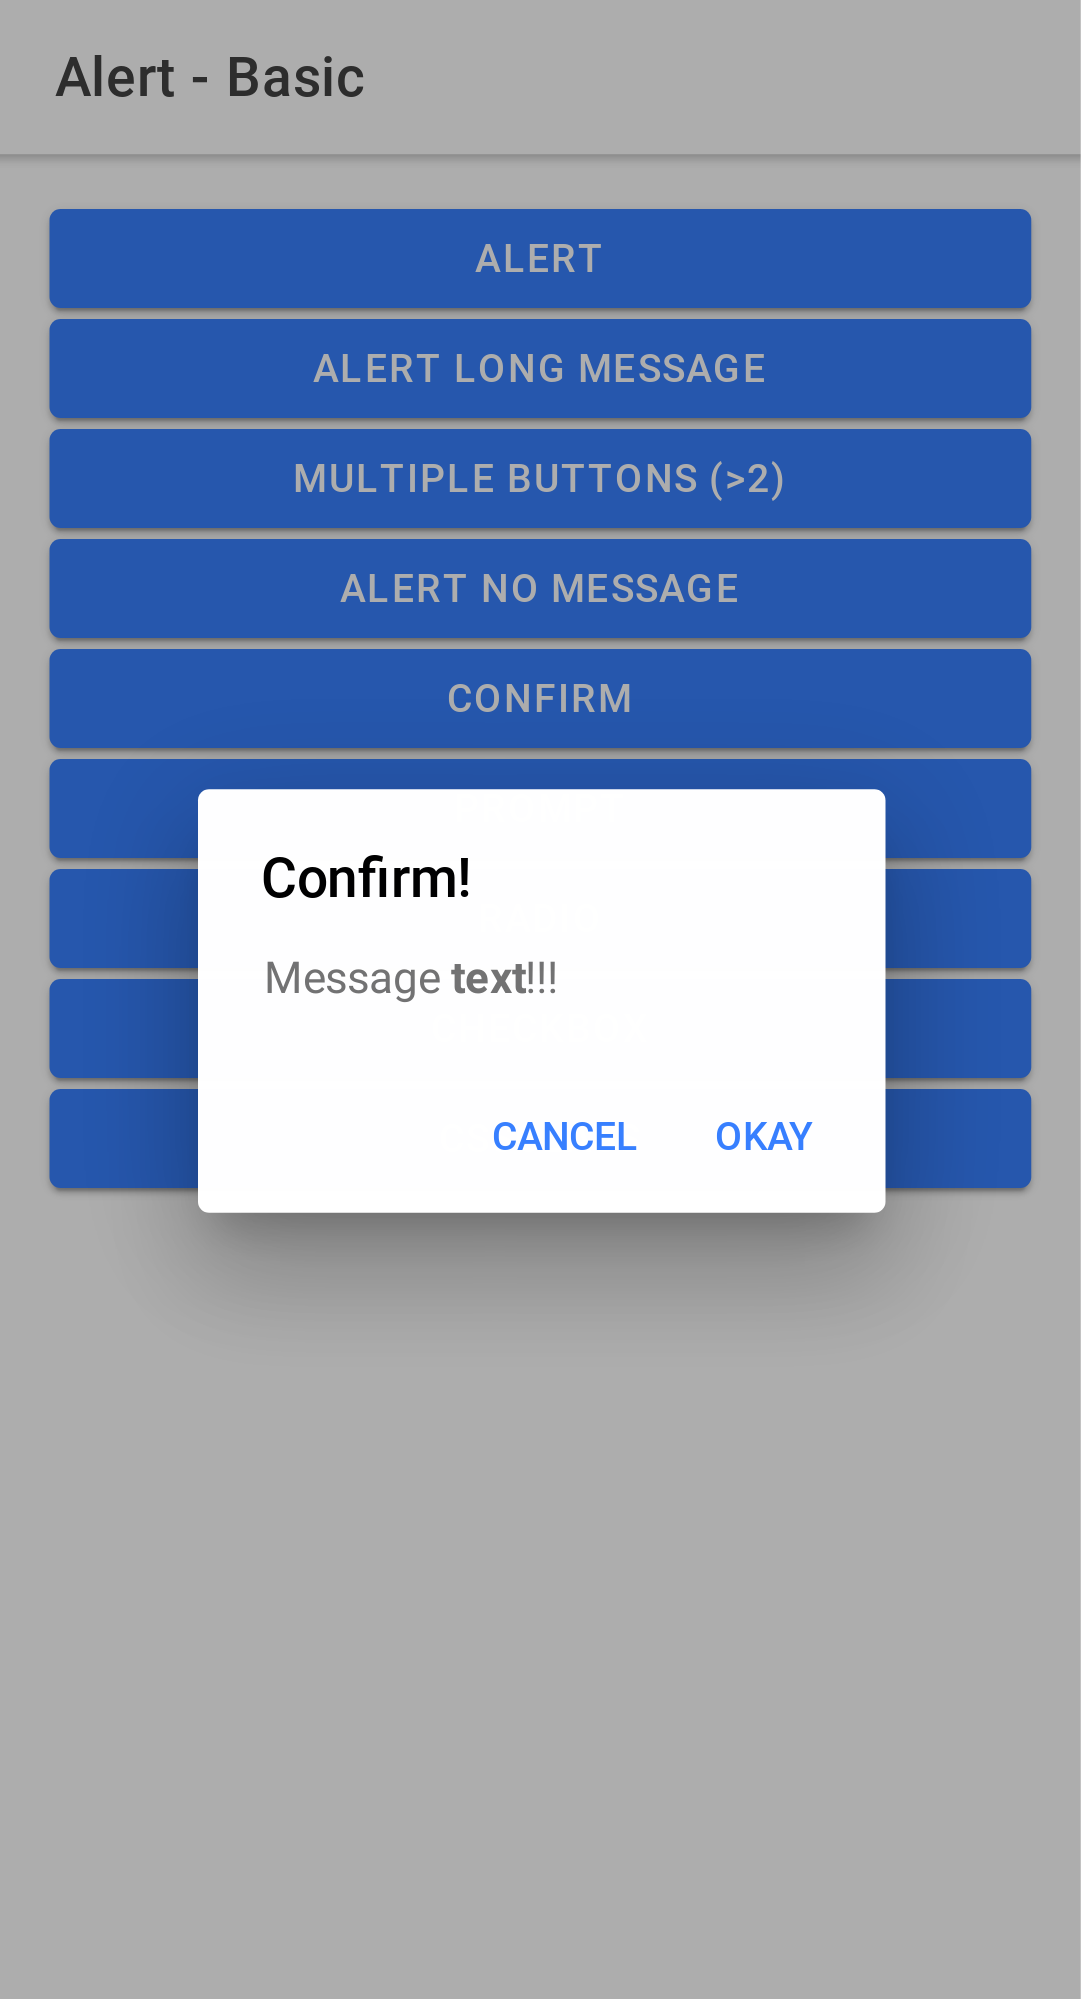 Alert - Basic
ALERT
ALERT LONG MESSAGE
MULTIPLE BUTTONS (>2)
ALERT NO MESSAGE
CONFIRM
Confirm!
Message text!!!
CANCEL OKAY